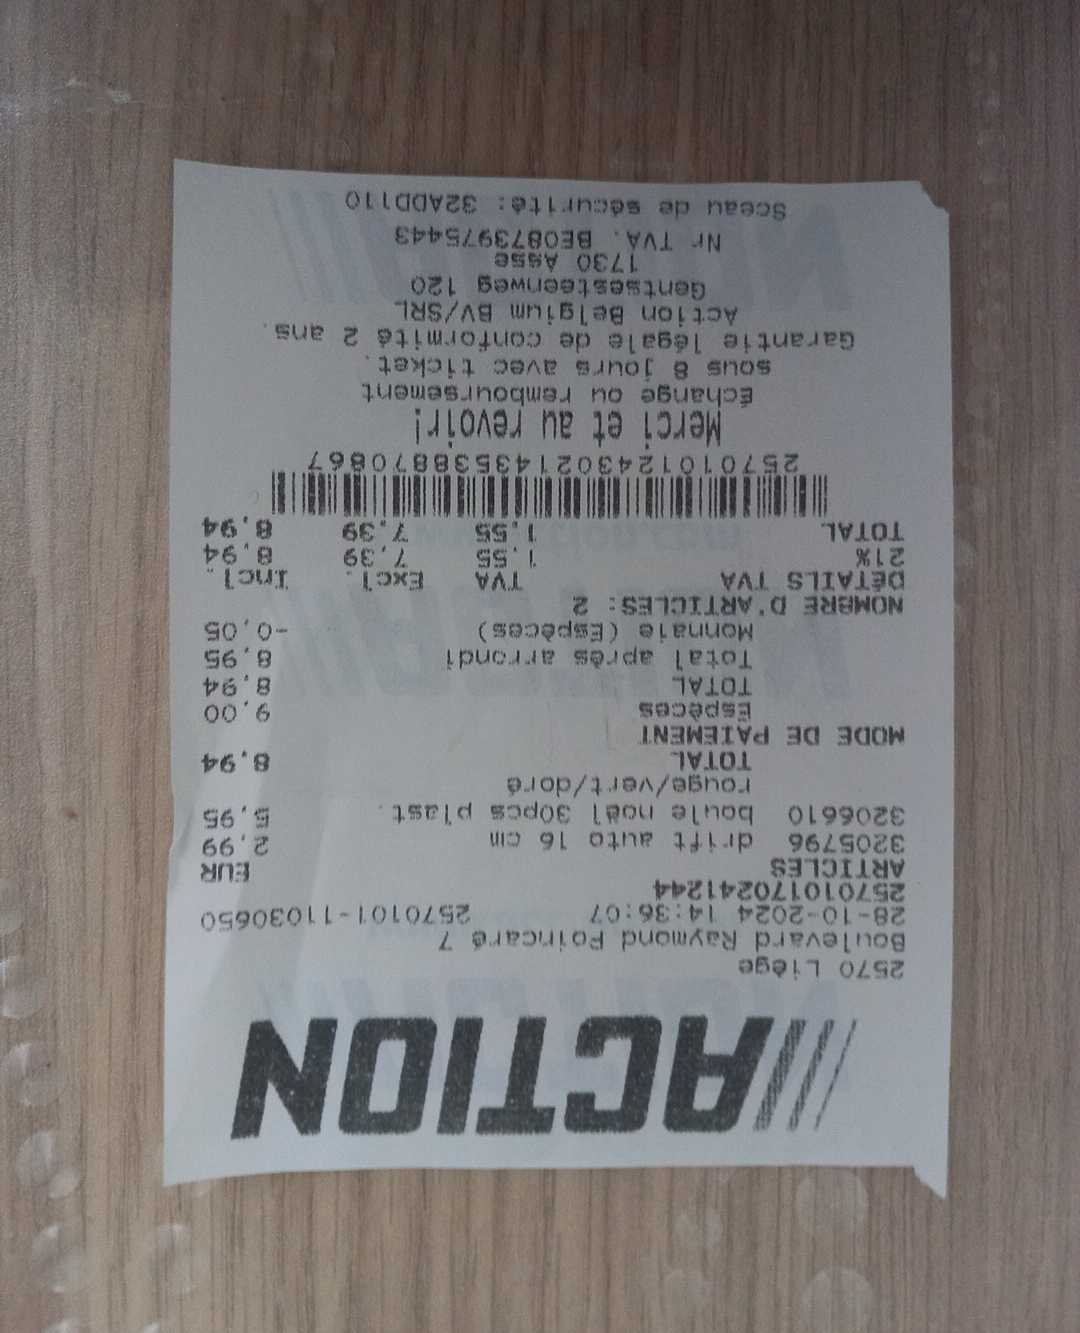 ACTION
2570 Liège
Boulevard Raymond Poincaré 7
28-10-2024 14:36:07 2570101-11030650
257010170241244
ARTICLES EUR
3205796 drift auto 16 cm 2,99
3206610 boule noël 30pcs plast. 5,95
rouge/vert/doré
TOTAL 8,94
MODE DE PAIEMENT
Espèces 9,00
TOTAL 8,94
Total après arrondi 8,95
Monnaie (Espèces) -0,05
NOMBRE D'ARTICLES: 2
DÉTAILS TVA TVA Excl. Incl.
21% 1,55 7,39 8,94
TOTAL 1,55 7,39 8,94
2570101243021435388870867
Merci et au revoir!
Échange ou remboursement
sous 8 jours avec ticket.
Garantie légale de conformité 2 ans.
Action Belgium BV/SRL
Gentsesteenweg 120
1730 Asse
Nr TVA. BE0873975443
Sceau de sécurité: 32ADD110